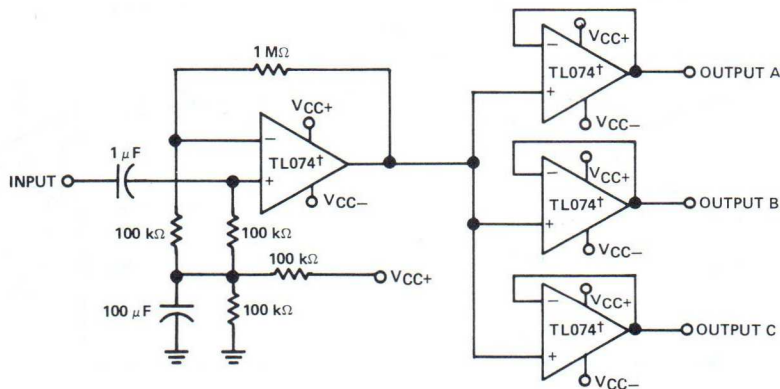 1 MΩ
VCC+
−
TL074†
+
VCC−
1 μF
INPUT
100 kΩ
100 kΩ
100 kΩ
VCC+
100 μF
100 kΩ
VCC+
−
TL074†
+
VCC−
OUTPUT A
VCC+
−
TL074†
+
VCC−
OUTPUT B
VCC+
−
TL074†
+
VCC−
OUTPUT C